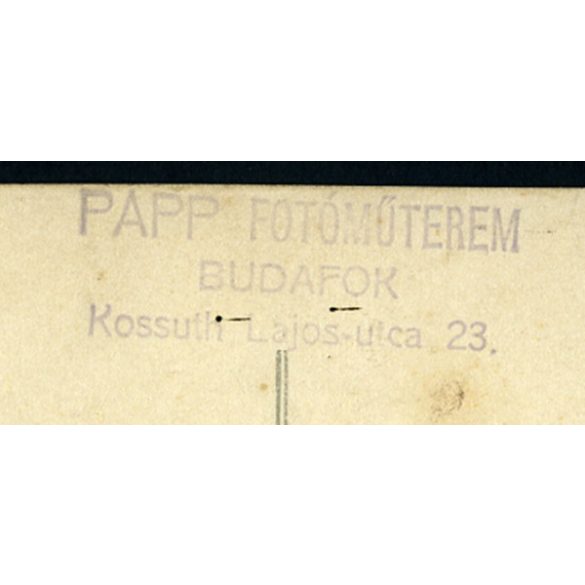 PAPP FOTÓMŰTEREM
BUDAFOK
Kossuth Lajos-utca 23.